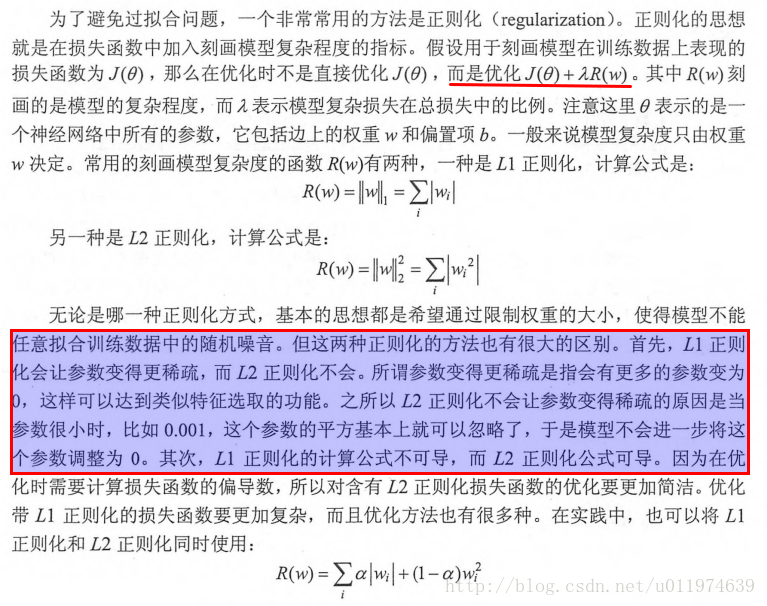 为了避免过拟合问题，一个非常常用的方法是正则化（regularization）。正则化的思想
就是在损失函数中加入刻画模型复杂程度的指标。假设用于刻画模型在训练数据上表现的
损失函数为 J(θ)，那么在优化时不是直接优化 J(θ)，而是优化 J(θ)+λR(w)。其中 R(w) 刻
画的是模型的复杂程度，而 λ 表示模型复杂损失在总损失中的比例。注意这里 θ 表示的是一
个神经网络中所有的参数，它包括边上的权重 w 和偏置项 b。一般来说模型复杂度只由权重
w 决定。常用的刻画模型复杂度的函数 R(w)有两种，一种是 L1 正则化，计算公式是：
R(w) = ‖w‖₁ = ∑ᵢ|wᵢ|
另一种是 L2 正则化，计算公式是：
R(w) = ‖w‖₂² = ∑ᵢ|wᵢ²|
无论是哪一种正则化方式，基本的思想都是希望通过限制权重的大小，使得模型不能
任意拟合训练数据中的随机噪音。但这两种正则化的方法也有很大的区别。首先，L1 正则
化会让参数变得更稀疏，而 L2 正则化不会。所谓参数变得更稀疏是指会有更多的参数变为
0，这样可以达到类似特征选取的功能。之所以 L2 正则化不会让参数变得稀疏的原因是当
参数很小时，比如 0.001，这个参数的平方基本上就可以忽略了，于是模型不会进一步将这
个参数调整为 0。其次，L1 正则化的计算公式不可导，而 L2 正则化公式可导。因为在优
化时需要计算损失函数的偏导数，所以对含有 L2 正则化损失函数的优化要更加简洁。优化
带 L1 正则化的损失函数要更加复杂，而且优化方法也有很多种。在实践中，也可以将 L1
正则化和 L2 正则化同时使用：
R(w) = ∑ᵢ α|wᵢ| + (1−α)wᵢ²
http://blog.csdn.net/u011974639